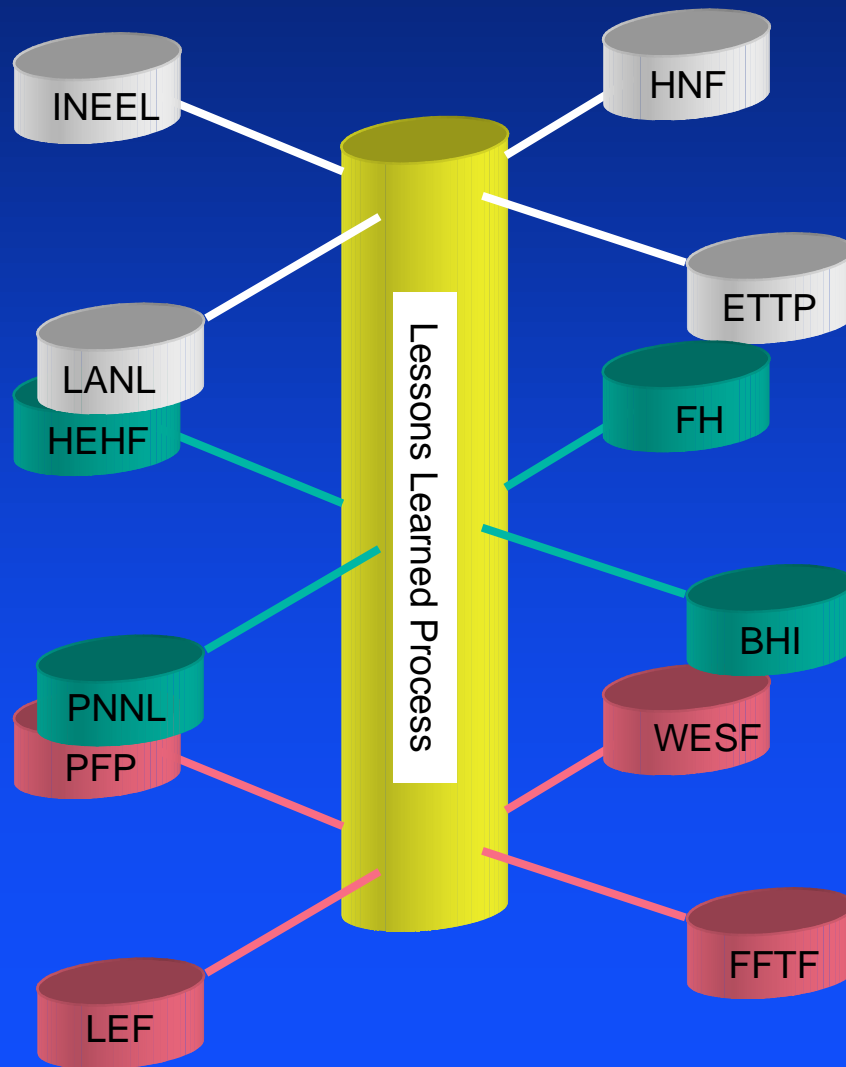 INEEL
HNF
ETTP
LANL
HEHF
FH
Lessons Learned Process
BHI
PNNL
WESF
PFP
FFTF
LEF